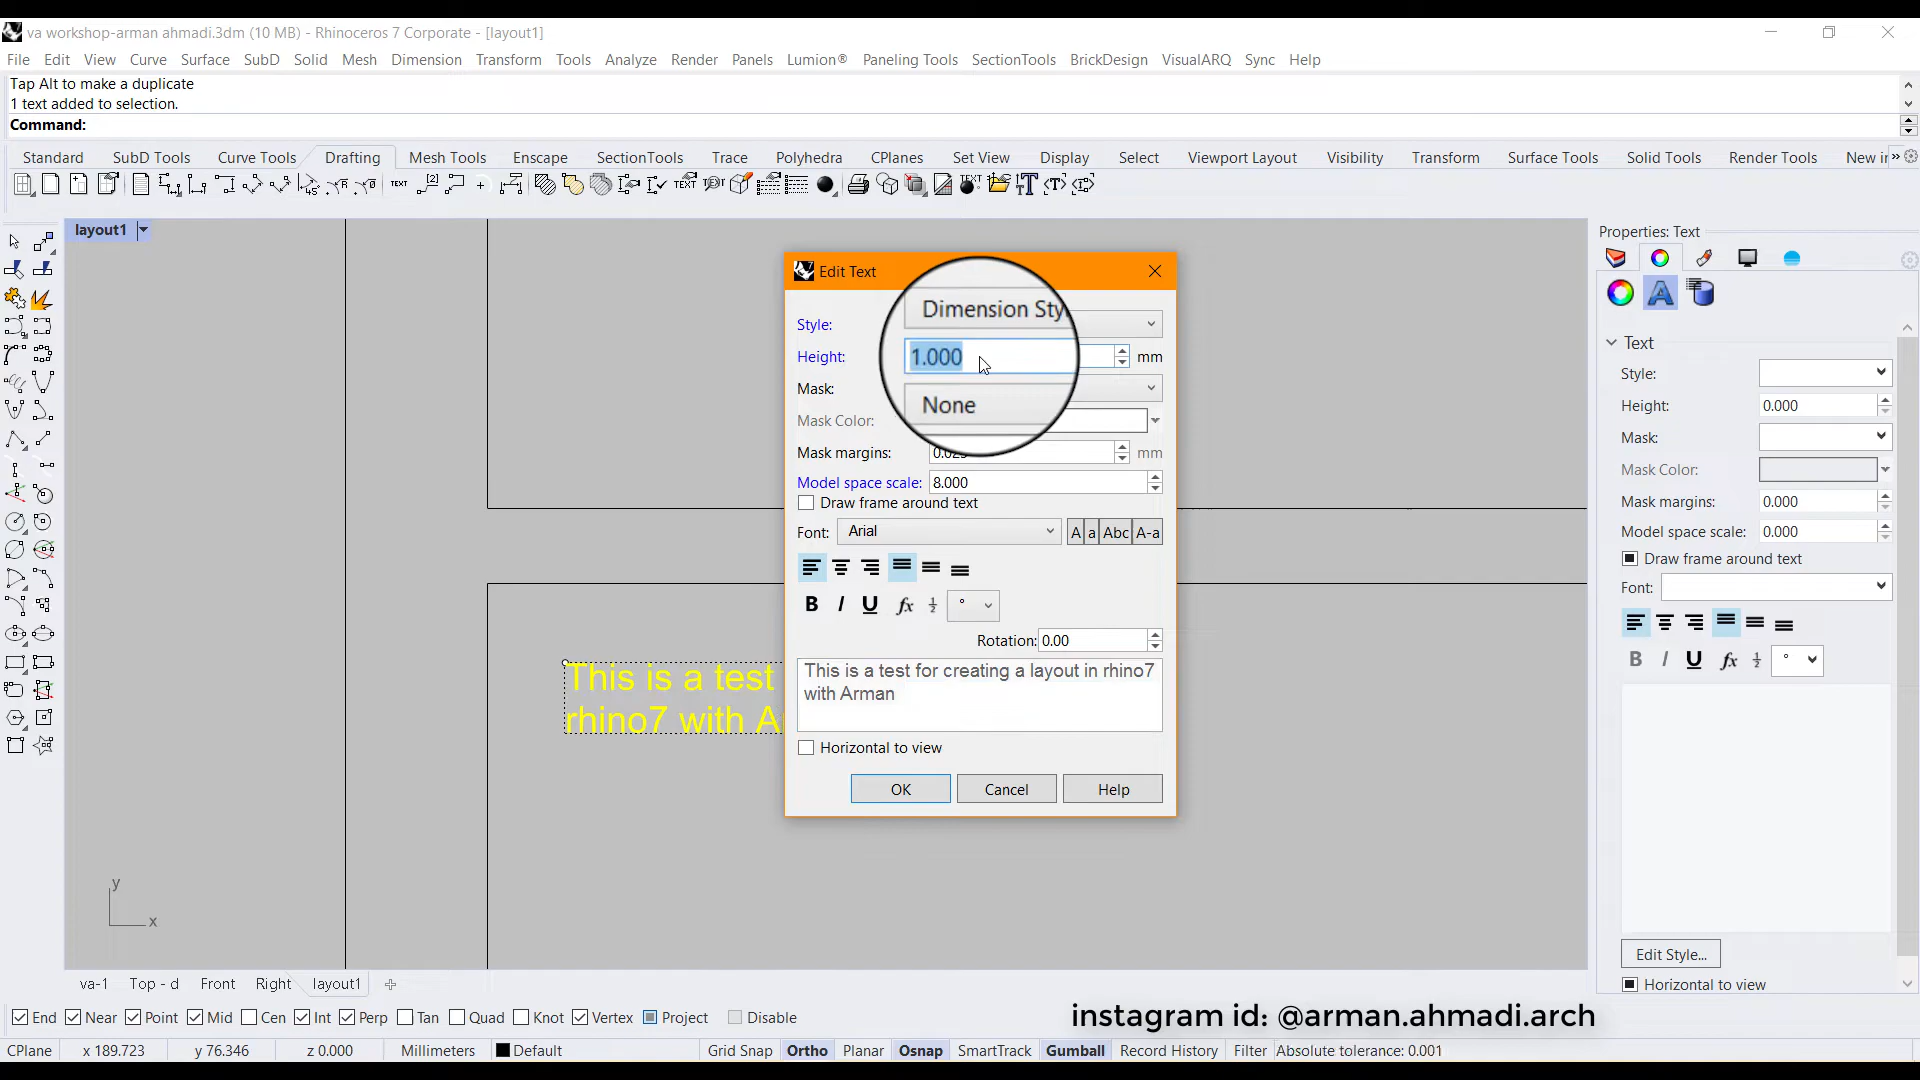 va workshop-arman ahmadi.3dm (10 MB) - Rhinoceros 7 Corporate - [layout1]
File Edit View Curve Surface SubD Solid Mesh Dimension Transform Tools Analyze Render Panels Lumion® Paneling Tools SectionTools BrickDesign VisualARQ Sync Help
Tap Alt to make a duplicate
1 text added to selection.
Command:
Standard SubD Tools Curve Tools Drafting Mesh Tools Enscape SectionTools Trace Polyhedra CPlanes Set View Display Select Viewport Layout Visibility Transform Surface Tools Solid Tools Render Tools New in »
layout1
Properties: Text
Edit Text
Style: Dimension Sty
Height: 1.000 mm
Mask: None
Mask Color:
Mask margins: mm
Model space scale: 8.000
Draw frame around text
Font: Arial A a Abc A-a
B I U fx ½ °
Rotation: 0.00
This is a test for creating a layout in rhino7
with Arman
Horizontal to view
OK Cancel Help
This is a test
rhino7 with A
Text
Style:
Height: 0.000
Mask:
Mask Color:
Mask margins: 0.000
Model space scale: 0.000
Draw frame around text
Font:
B I U fx ½ °
Edit Style...
Horizontal to view
y
x
va-1 Top - d Front Right layout1
End Near Point Mid Cen Int Perp Tan Quad Knot Vertex Project Disable
instagram id: @arman.ahmadi.arch
CPlane x 189.723 y 76.346 z 0.000 Millimeters Default Grid Snap Ortho Planar Osnap SmartTrack Gumball Record History Filter Absolute tolerance: 0.001